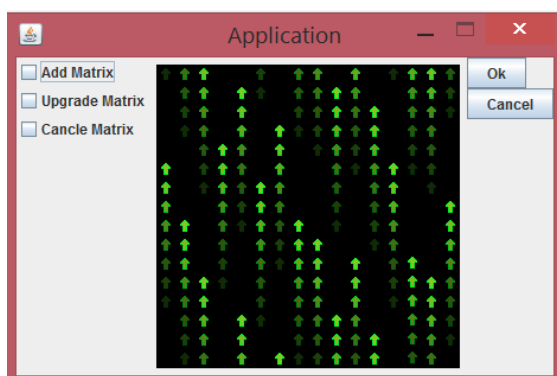 Application
Add Matrix
Upgrade Matrix
Cancle Matrix
Ok
Cancel